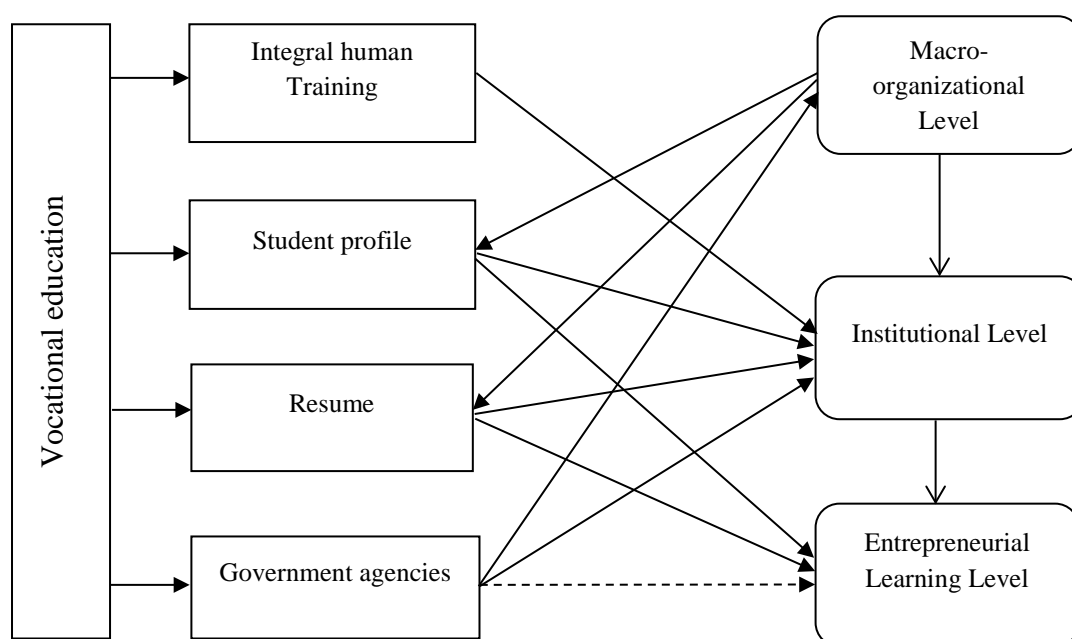 Vocational education
Integral human
Training
Student profile
Resume
Government agencies
Macro-
organizational
Level
Institutional Level
Entrepreneurial
Learning Level